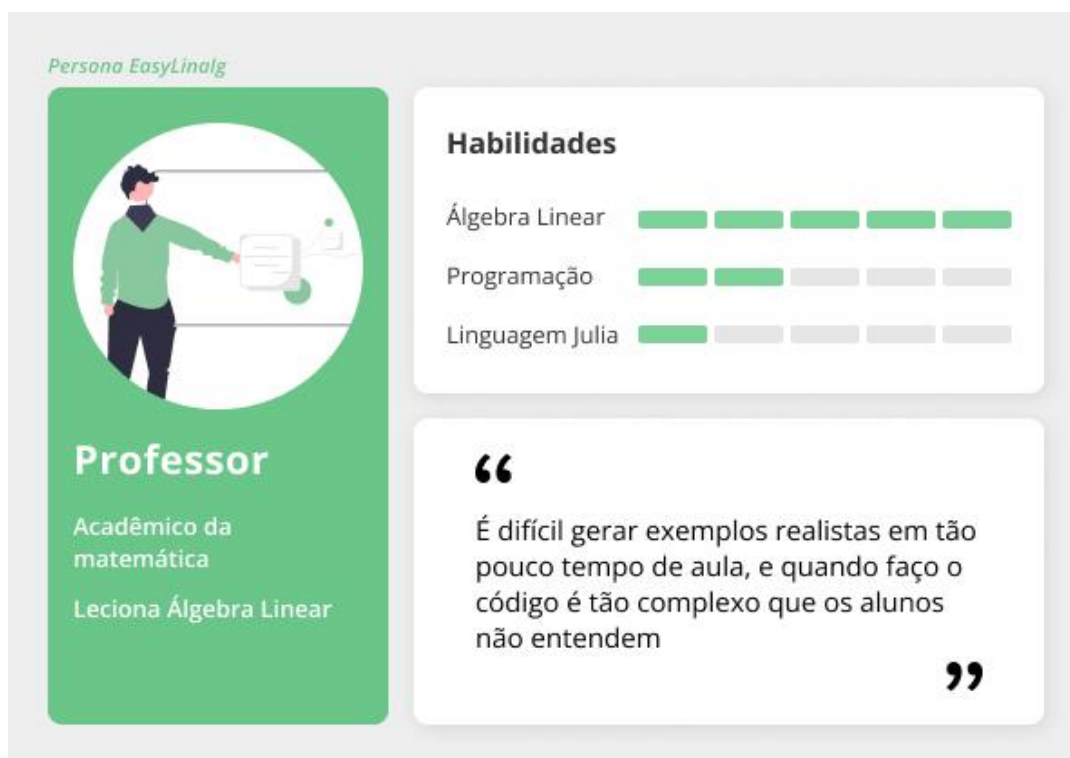 Persona EasyLinalg
Professor
Acadêmico da
matemática
Leciona Álgebra Linear
Habilidades
Álgebra Linear
Programação
Linguagem Julia
“
É difícil gerar exemplos realistas em tão
pouco tempo de aula, e quando faço o
código é tão complexo que os alunos
não entendem
”